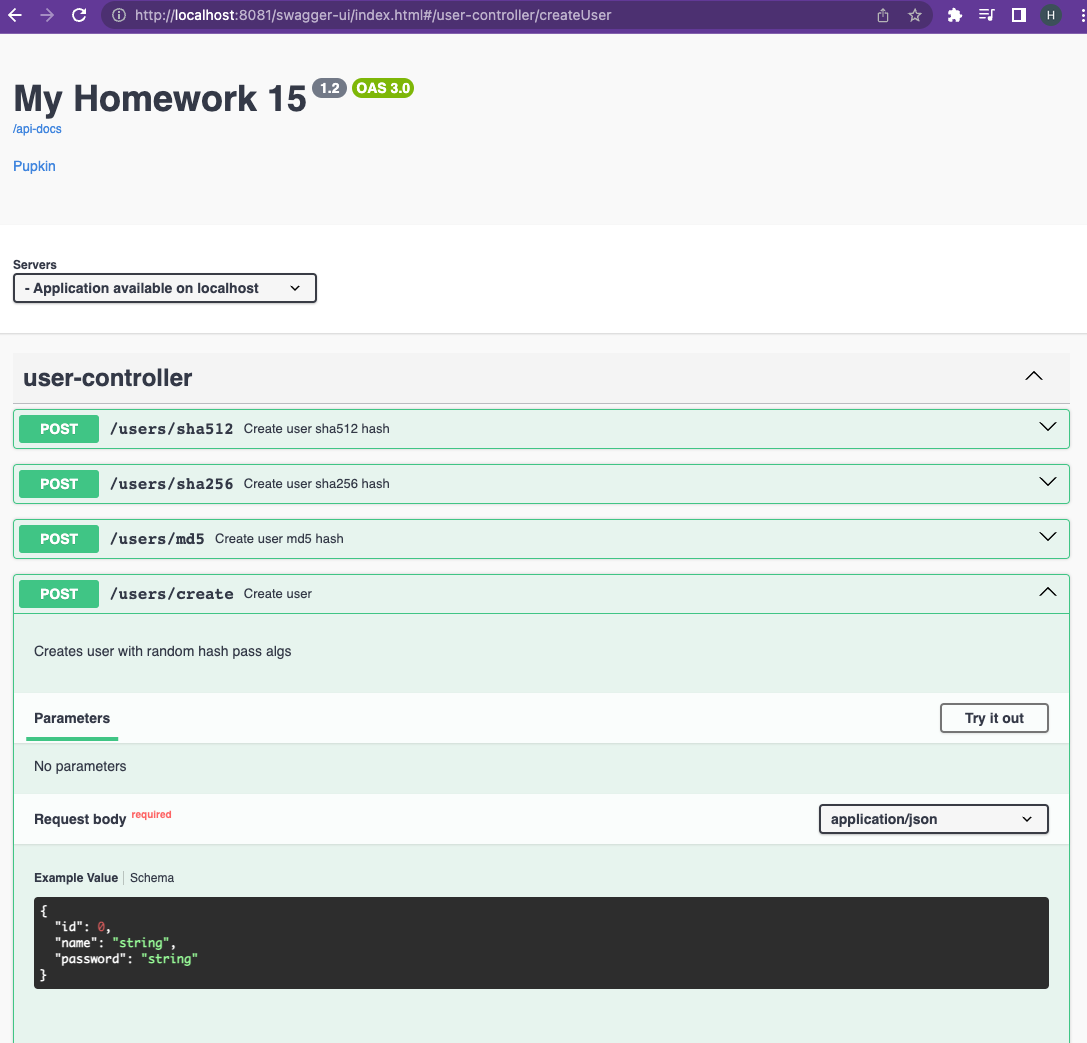 http://localhost:8081/swagger-ui/index.html#/user-controller/createUser
H
My Homework 15 1.2 OAS 3.0
/api-docs
Pupkin
Servers
- Application available on localhost
user-controller
POST /users/sha512 Create user sha512 hash
POST /users/sha256 Create user sha256 hash
POST /users/md5 Create user md5 hash
POST /users/create Create user
Creates user with random hash pass algs
Parameters Try it out
No parameters
Request body required application/json
Example Value Schema
{
"id": 0,
"name": "string",
"password": "string"
}